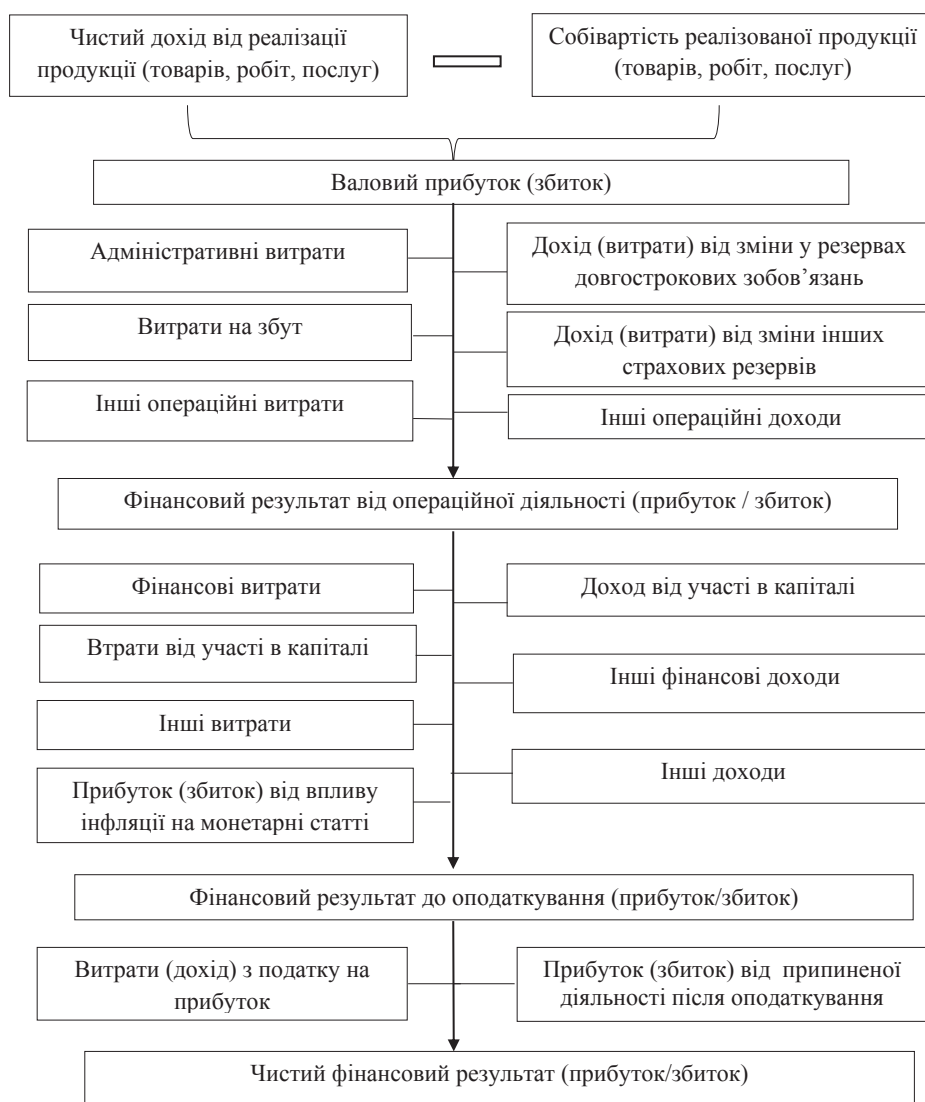 Чистий дохід від реалізації
продукції (товарів, робіт, послуг)
Собівартість реалізованої продукції
(товарів, робіт, послуг)
Валовий прибуток (збиток)
Адміністративні витрати
Дохід (витрати) від зміни у резервах
довгострокових зобов’язань
Витрати на збут
Дохід (витрати) від зміни інших
страхових резервів
Інші операційні витрати
Інші операційні доходи
Фінансовий результат від операційної діяльності (прибуток / збиток)
Фінансові витрати
Доход від участі в капіталі
Втрати від участі в капіталі
Інші фінансові доходи
Інші витрати
Інші доходи
Прибуток (збиток) від впливу
інфляції на монетарні статті
Фінансовий результат до оподаткування (прибуток/збиток)
Витрати (дохід) з податку на
прибуток
Прибуток (збиток) від припиненої
діяльності після оподаткування
Чистий фінансовий результат (прибуток/збиток)